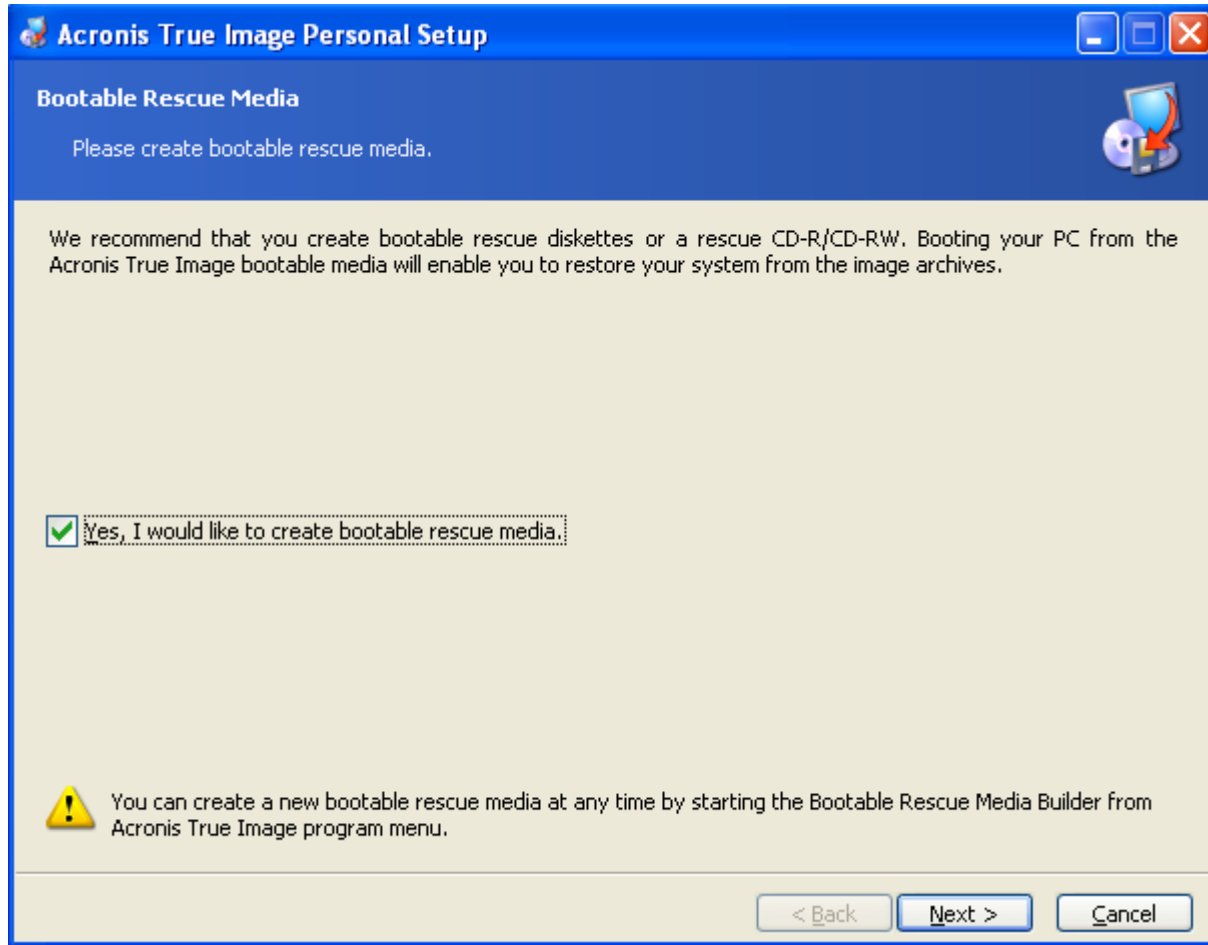 Acronis True Image Personal Setup
Bootable Rescue Media
Please create bootable rescue media.
We recommend that you create bootable rescue diskettes or a rescue CD-R/CD-RW. Booting your PC from the
Acronis True Image bootable media will enable you to restore your system from the image archives.
Yes, I would like to create bootable rescue media.
You can create a new bootable rescue media at any time by starting the Bootable Rescue Media Builder from
Acronis True Image program menu.
< Back Next > Cancel